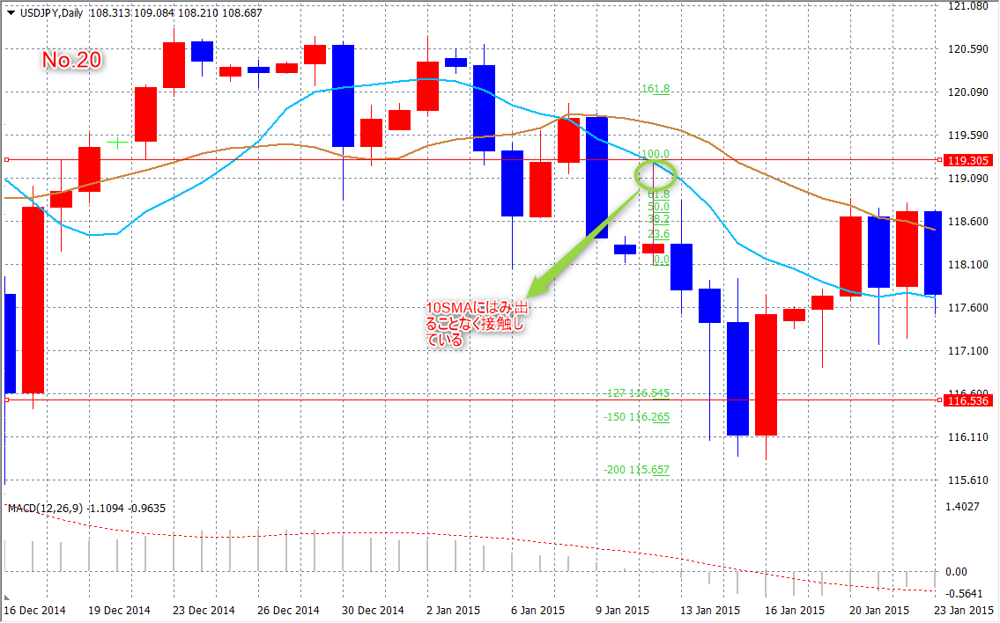 USDJPY,Daily 108.313 109.084 108.210 108.687
No.20
121.080
120.590
120.090
119.590
119.305
119.090
118.600
118.100
117.600
117.100
116.600
116.536
116.110
115.610
161.8
100.0
61.8
50.0
38.2
23.6
0.0
10SMAにはみ出
ることなく接触し
ている
-127 116.545
-150 116.265
-200 115.657
MACD(12,26,9) -1.1094 -0.9635
1.4027
0.00
-0.5641
16 Dec 2014
19 Dec 2014
23 Dec 2014
26 Dec 2014
30 Dec 2014
2 Jan 2015
6 Jan 2015
9 Jan 2015
13 Jan 2015
16 Jan 2015
20 Jan 2015
23 Jan 2015